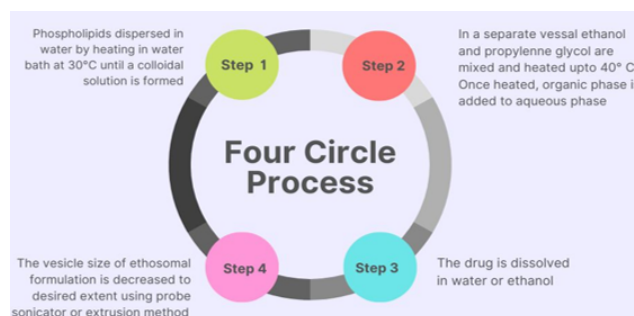 Phospholipids dispersed in
water by heating in water
bath at 30°C until a colloidal
solution is formed
Step 1
Step 2
In a separate vessal ethanol
and propylenne glycol are
mixed and heated upto 40° C
Once heated, organic phase i
added to aqueous phase
Four Circle
Process
The vesicle size of ethosomal
formulation is decreased to
desired extent using probe
sonicator or extrusion method
Step 4
Step 3
The drug is dissolved
in water or ethanol